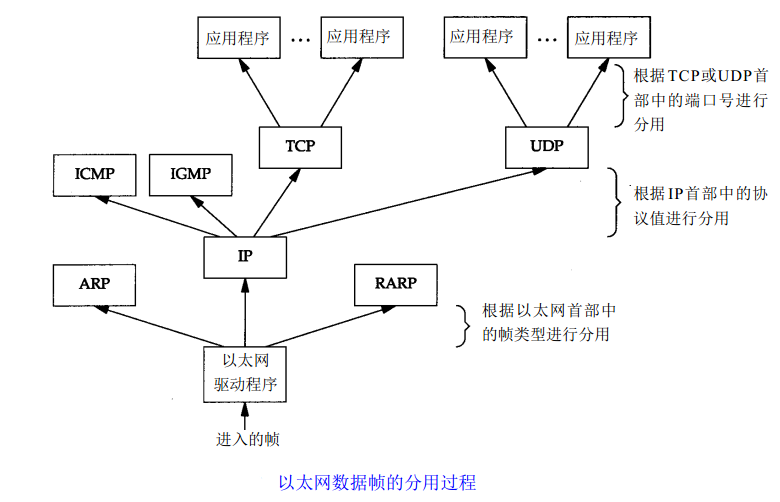 应用程序 … 应用程序 应用程序 … 应用程序
根据TCP或UDP首
部中的端口号进行
分用
TCP UDP
ICMP IGMP
根据IP首部中的协
议值进行分用
IP
ARP RARP
根据以太网首部中
的帧类型进行分用
以太网
驱动程序
进入的帧
以太网数据帧的分用过程